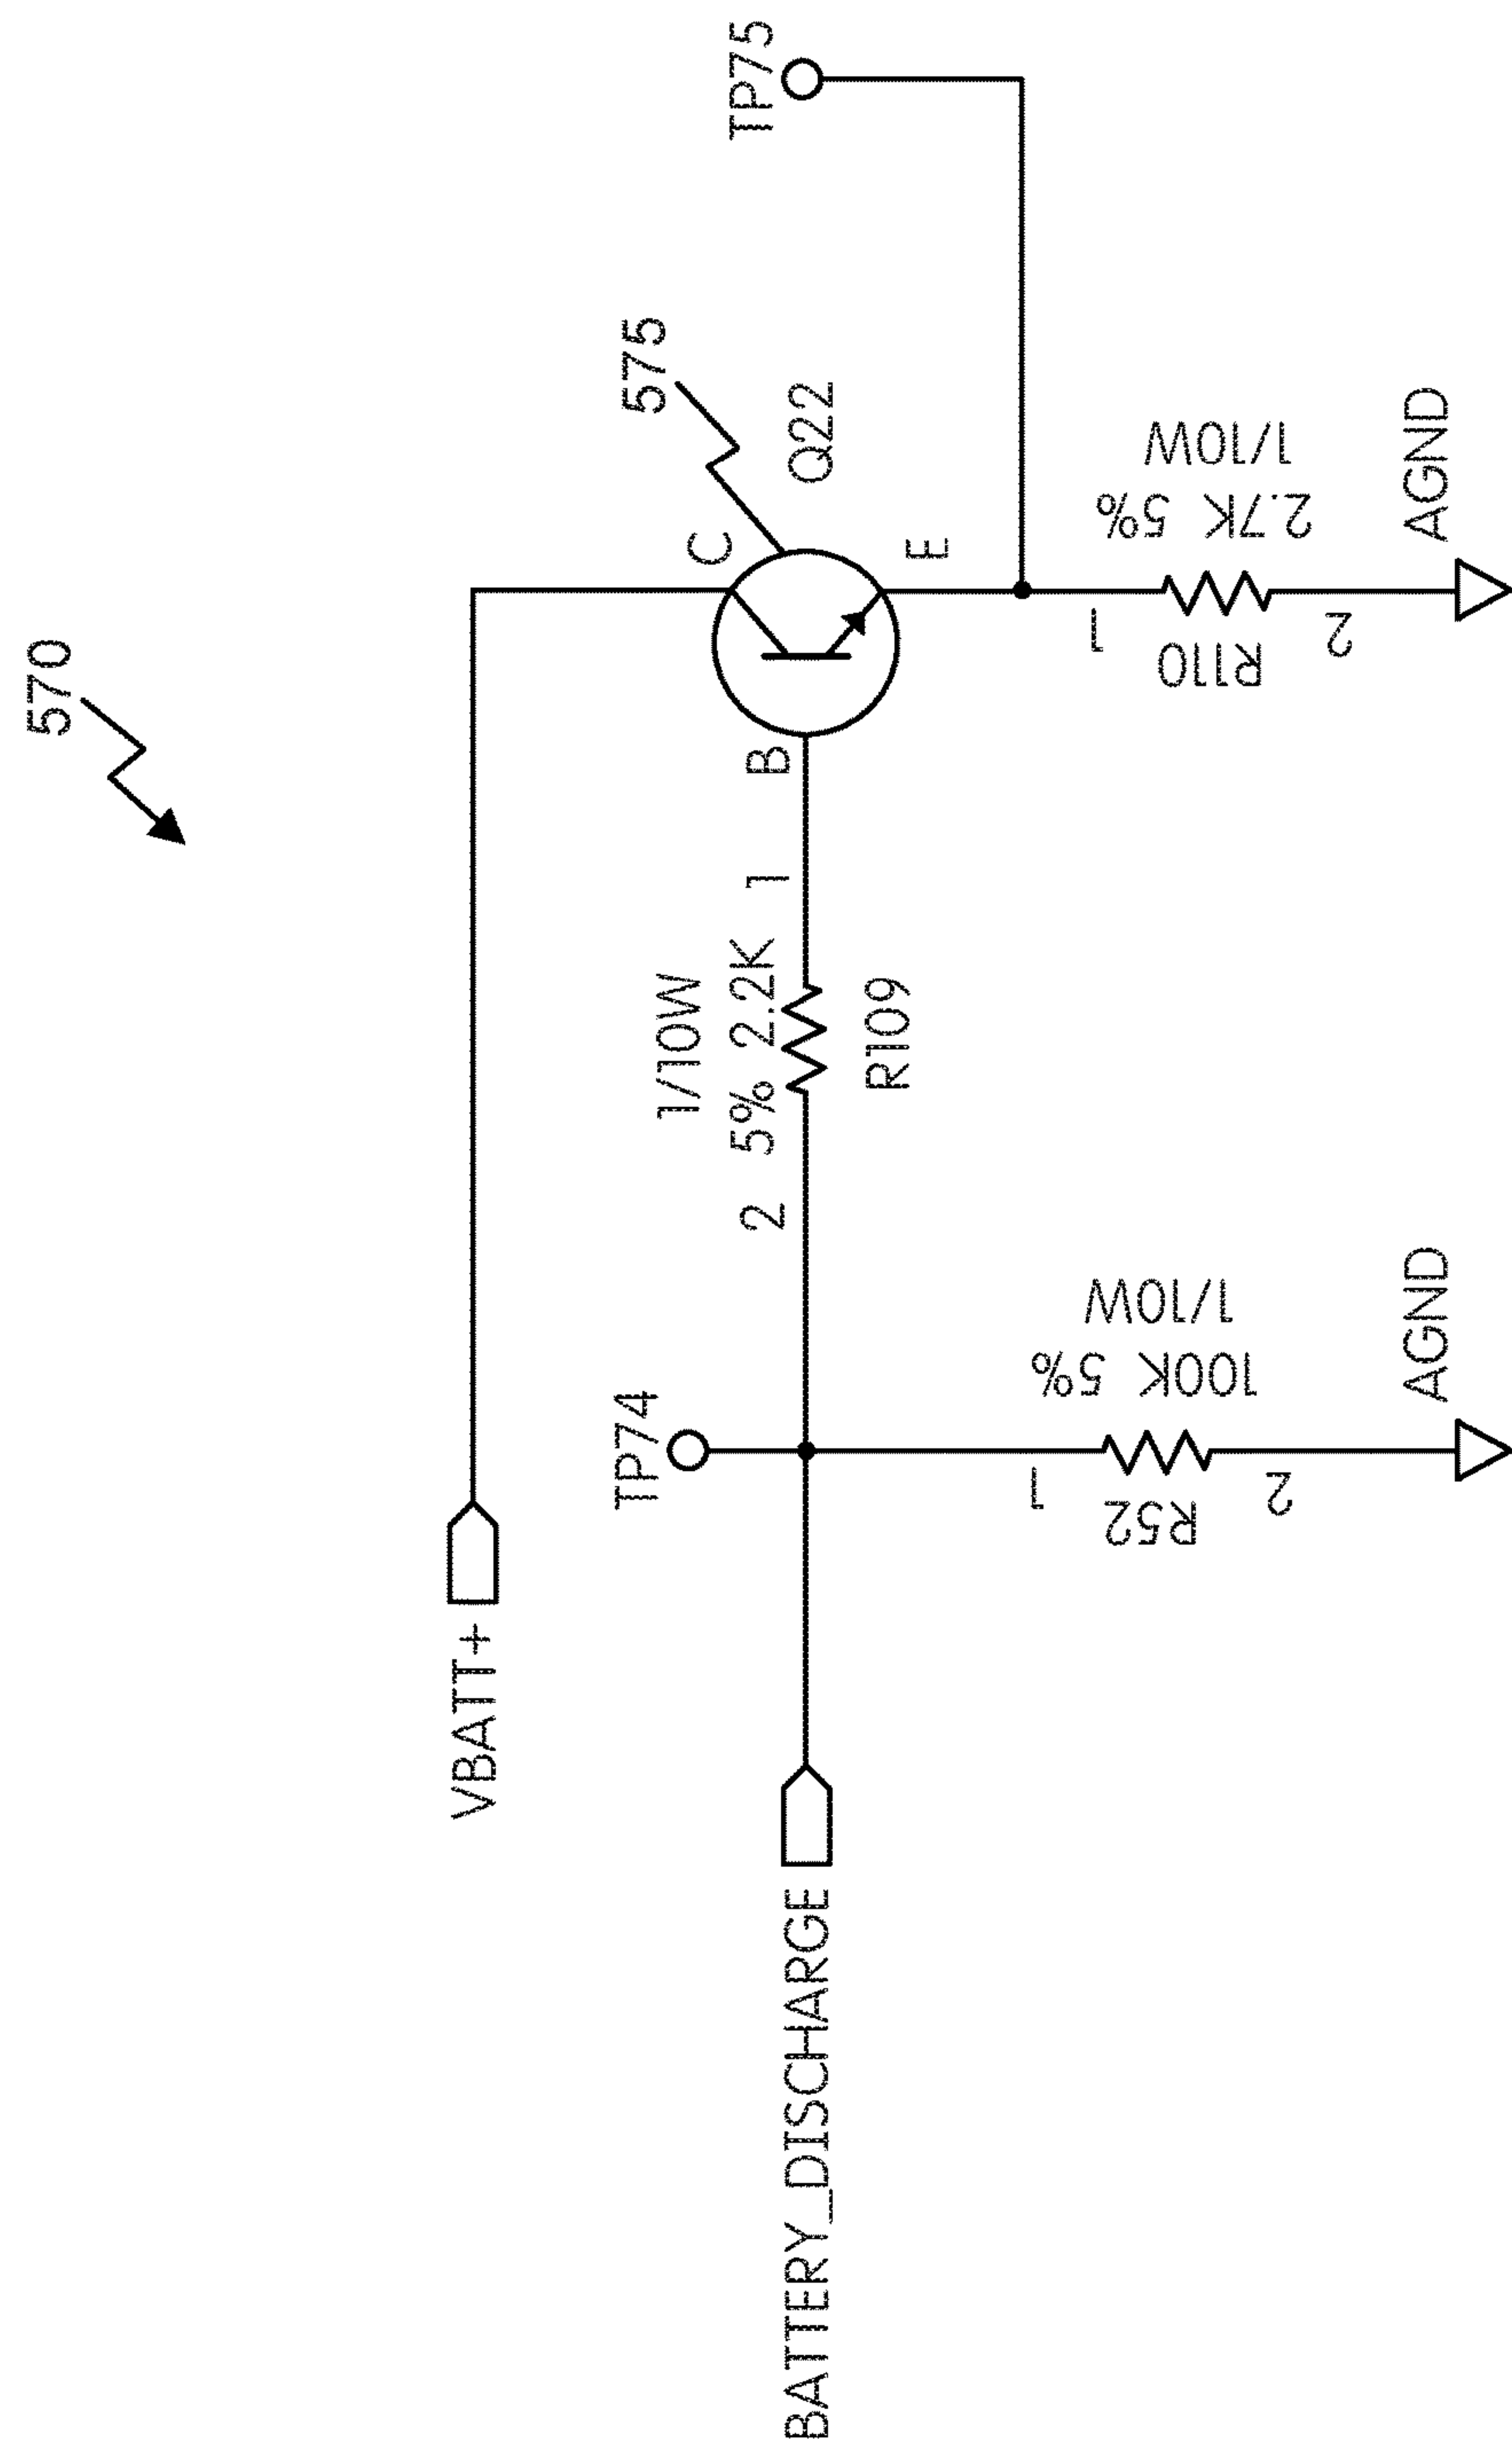 570
VBATT+
575
C
Q22
TP74
1/10W
5% 2.2K
2
1
R109
B
E
TP75
BATTERY_DISCHARGE
1
R52
100K 5%
1/10W
2
AGND
1
R110
2.7K 5%
1/10W
2
AGND